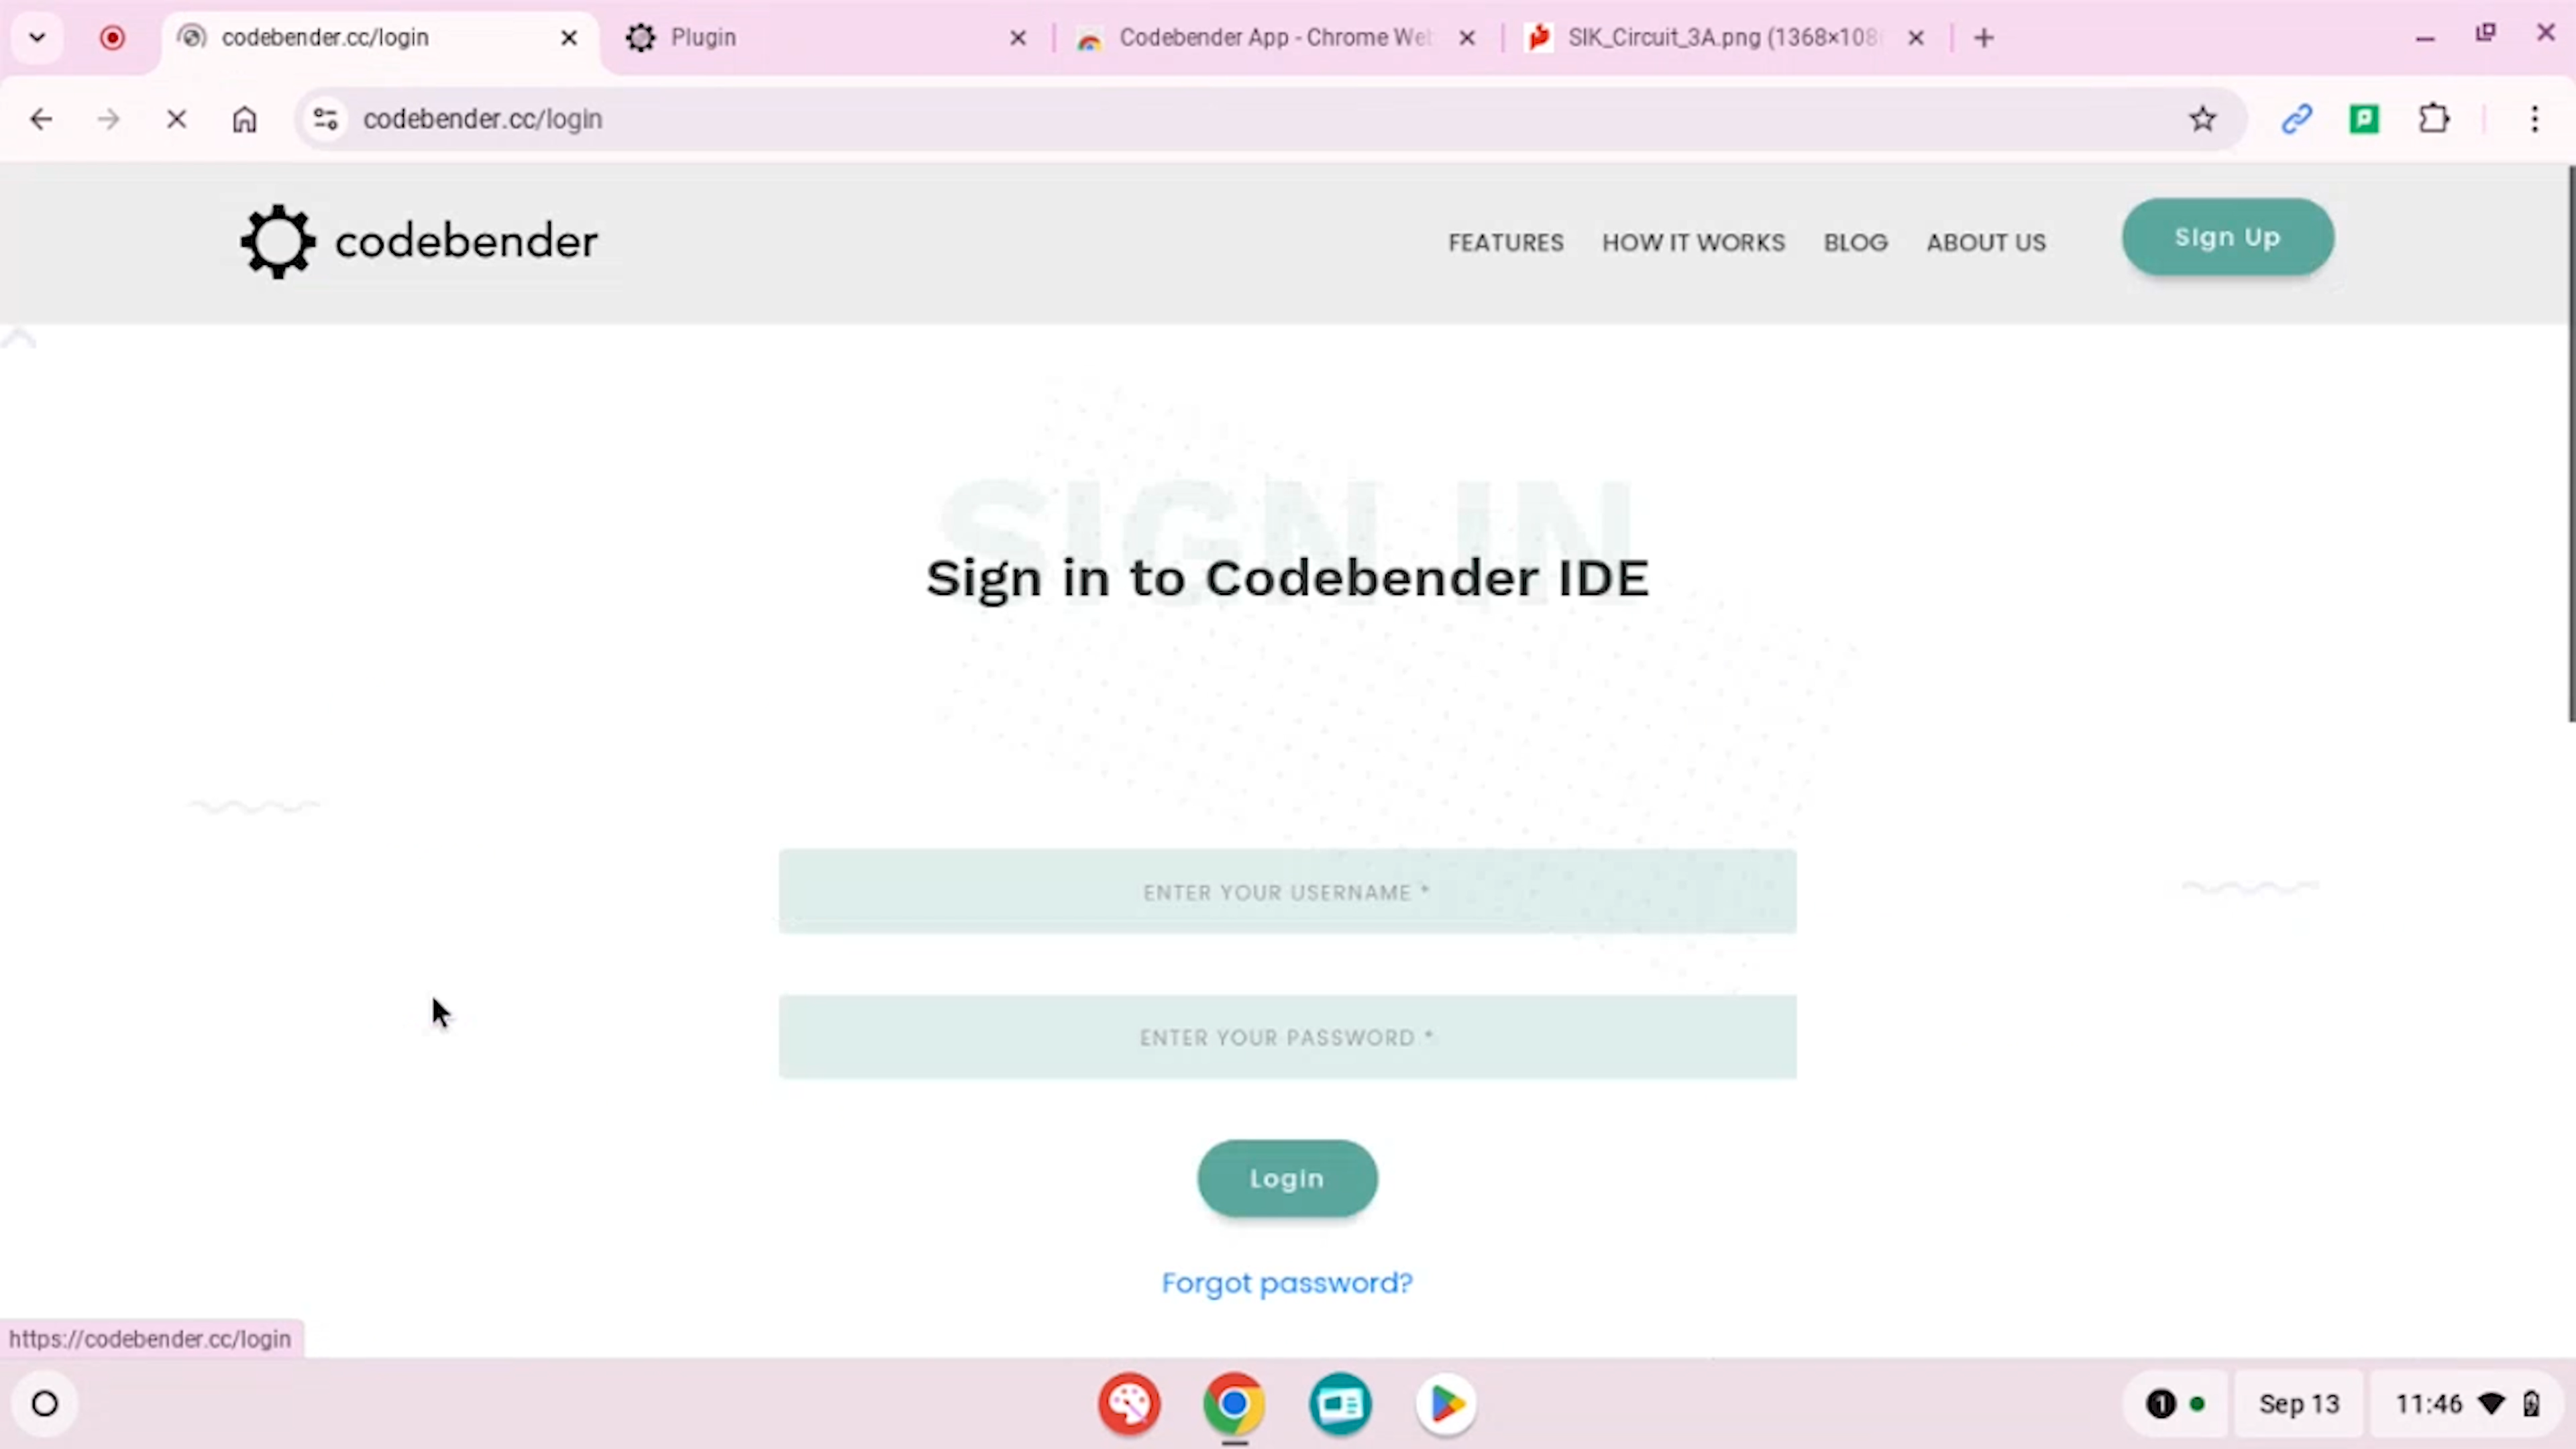 codebender.cc/login
Plugin
Codebender App - Chrome We
SIK_Circuit_3A.png (1368×108
codebender.cc/login
codebender
FEATURES
HOW IT WORKS
BLOG
ABOUT US
Sign Up
SIGN IN
Sign in to Codebender IDE
ENTER YOUR USERNAME *
ENTER YOUR PASSWORD *
Login
Forgot password?
https://codebender.cc/login
1
Sep 13
11:46